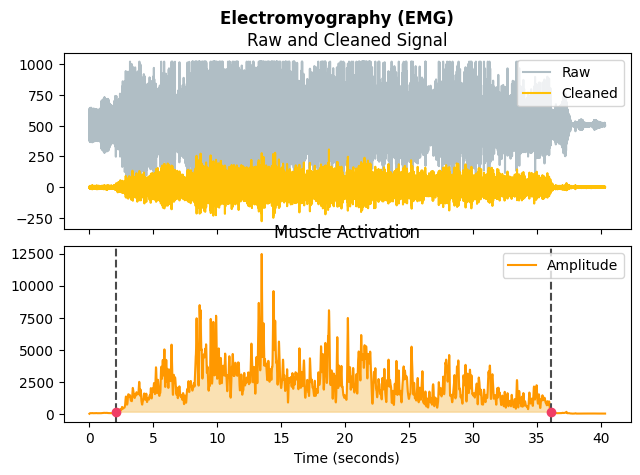 Electromyography (EMG)
Raw and Cleaned Signal
1000
750
500
250
0
−250
Raw
Cleaned
Muscle Activation
12500
10000
7500
5000
2500
0
Amplitude
0 5 10 15 20 25 30 35 40
Time (seconds)